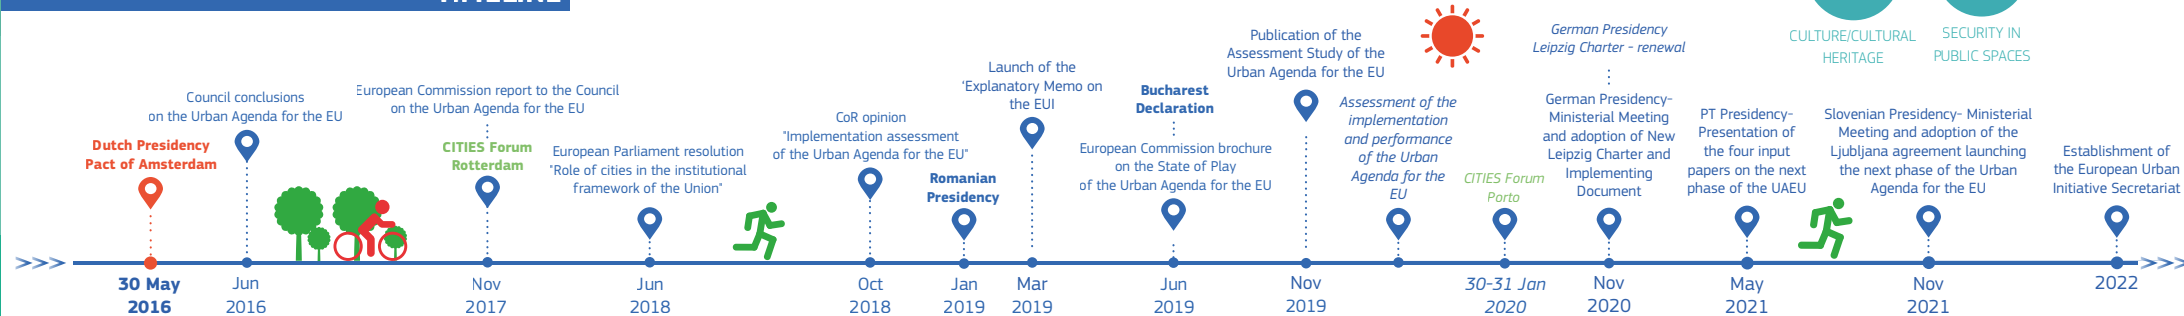 TIMELINE
CULTURE/CULTURAL
HERITAGE
SECURITY IN
PUBLIC SPACES
Dutch Presidency
Pact of Amsterdam
30 May
2016
Council conclusions
on the Urban Agenda for the EU
Jun
2016
European Commission report to the Council
on the Urban Agenda for the EU
CITIES Forum
Rotterdam
Nov
2017
European Parliament resolution
"Role of cities in the institutional
framework of the Union"
Jun
2018
CoR opinion
"Implementation assessment
of the Urban Agenda for the EU"
Oct
2018
Romanian
Presidency
Jan
2019
Launch of the
'Explanatory Memo on
the EUI
Mar
2019
Bucharest
Declaration
European Commission brochure
on the State of Play
of the Urban Agenda for the EU
Jun
2019
Publication of the
Assessment Study of the
Urban Agenda for the EU
Nov
2019
Assessment of the
implementation
and performance
of the Urban
Agenda for the
EU
CITIES Forum
Porto
30-31 Jan
2020
German Presidency
Leipzig Charter - renewal
German Presidency-
Ministerial Meeting
and adoption of New
Leipzig Charter and
Implementing
Document
Nov
2020
PT Presidency-
Presentation of
the four input
papers on the next
phase of the UAEU
May
2021
Slovenian Presidency- Ministerial
Meeting and adoption of the
Ljubljana agreement launching
the next phase of the Urban
Agenda for the EU
Nov
2021
Establishment of
the European Urban
Initiative Secretariat
2022